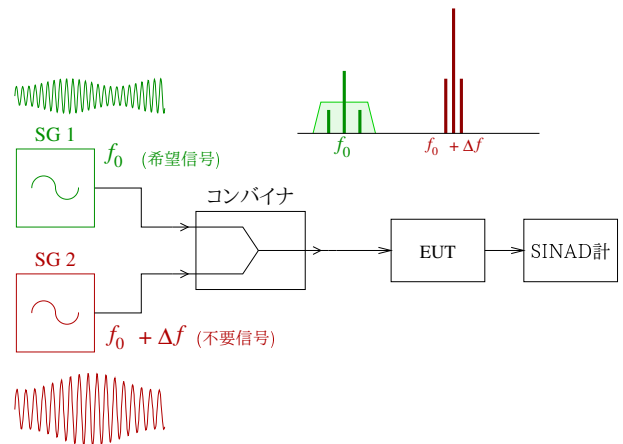 f₀
f₀ + Δf
SG 1
f₀ (希望信号)
コンバイナ
EUT
SINAD計
SG 2
f₀ + Δf (不要信号)